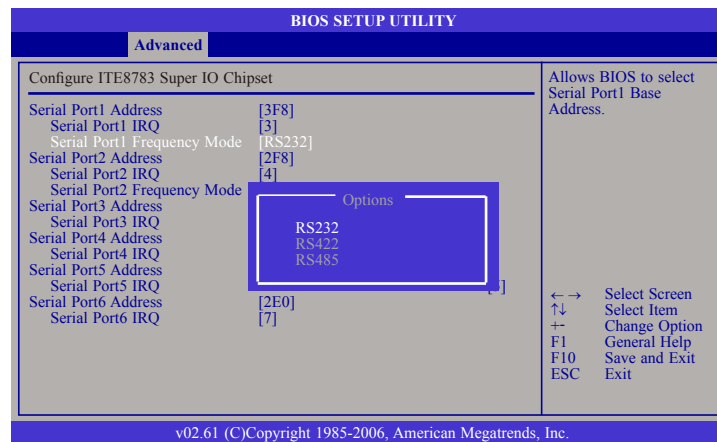 BIOS SETUP UTILITY
Advanced
Configure ITE8783 Super IO Chipset
Serial Port1 Address [3F8]
Serial Port1 IRQ [3]
Serial Port1 Frequency Mode [RS232]
Serial Port2 Address [2F8]
Serial Port2 IRQ [4]
Serial Port2 Frequency Mode
Serial Port3 Address
Serial Port3 IRQ
Serial Port4 Address
Serial Port4 IRQ
Serial Port5 Address
Serial Port5 IRQ
Serial Port6 Address [2E0]
Serial Port6 IRQ [7]
Options
RS232
RS422
RS485
Allows BIOS to select
Serial Port1 Base
Address.
←→ Select Screen
↑↓ Select Item
+- Change Option
F1 General Help
F10 Save and Exit
ESC Exit
v02.61 (C)Copyright 1985-2006, American Megatrends, Inc.